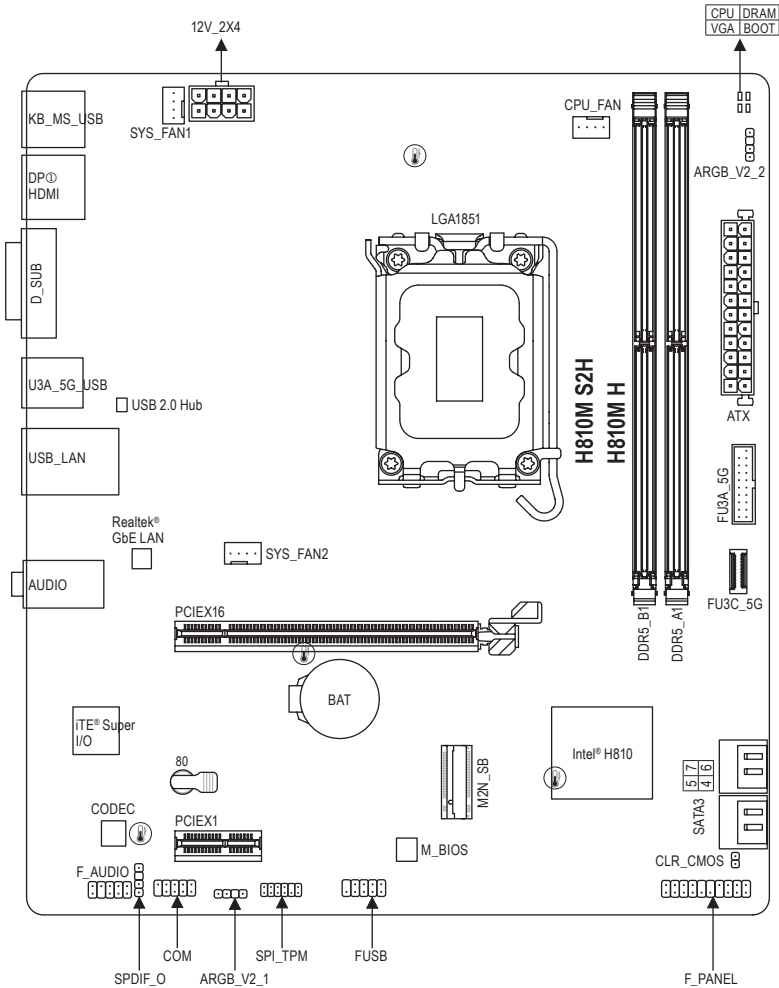 12V_2X4
CPU DRAM
VGA BOOT
KB_MS_USB
SYS_FAN1
CPU_FAN
DP①
HDMI
ARGB_V2_2
LGA1851
D_SUB
U3A_5G_USB
USB 2.0 Hub
H810M S2H
H810M H
ATX
USB_LAN
FU3A_5G
Realtek®
GbE LAN
SYS_FAN2
AUDIO
FU3C_5G
PCIEX16
DDR5_B1
DDR5_A1
BAT
iTE® Super
I/O
Intel® H810
80
M2N_SB
5 7
4 6
SATA3
CODEC
PCIEX1
M_BIOS
CLR_CMOS
F_AUDIO
COM
SPI_TPM
FUSB
SPDIF_O
ARGB_V2_1
F_PANEL